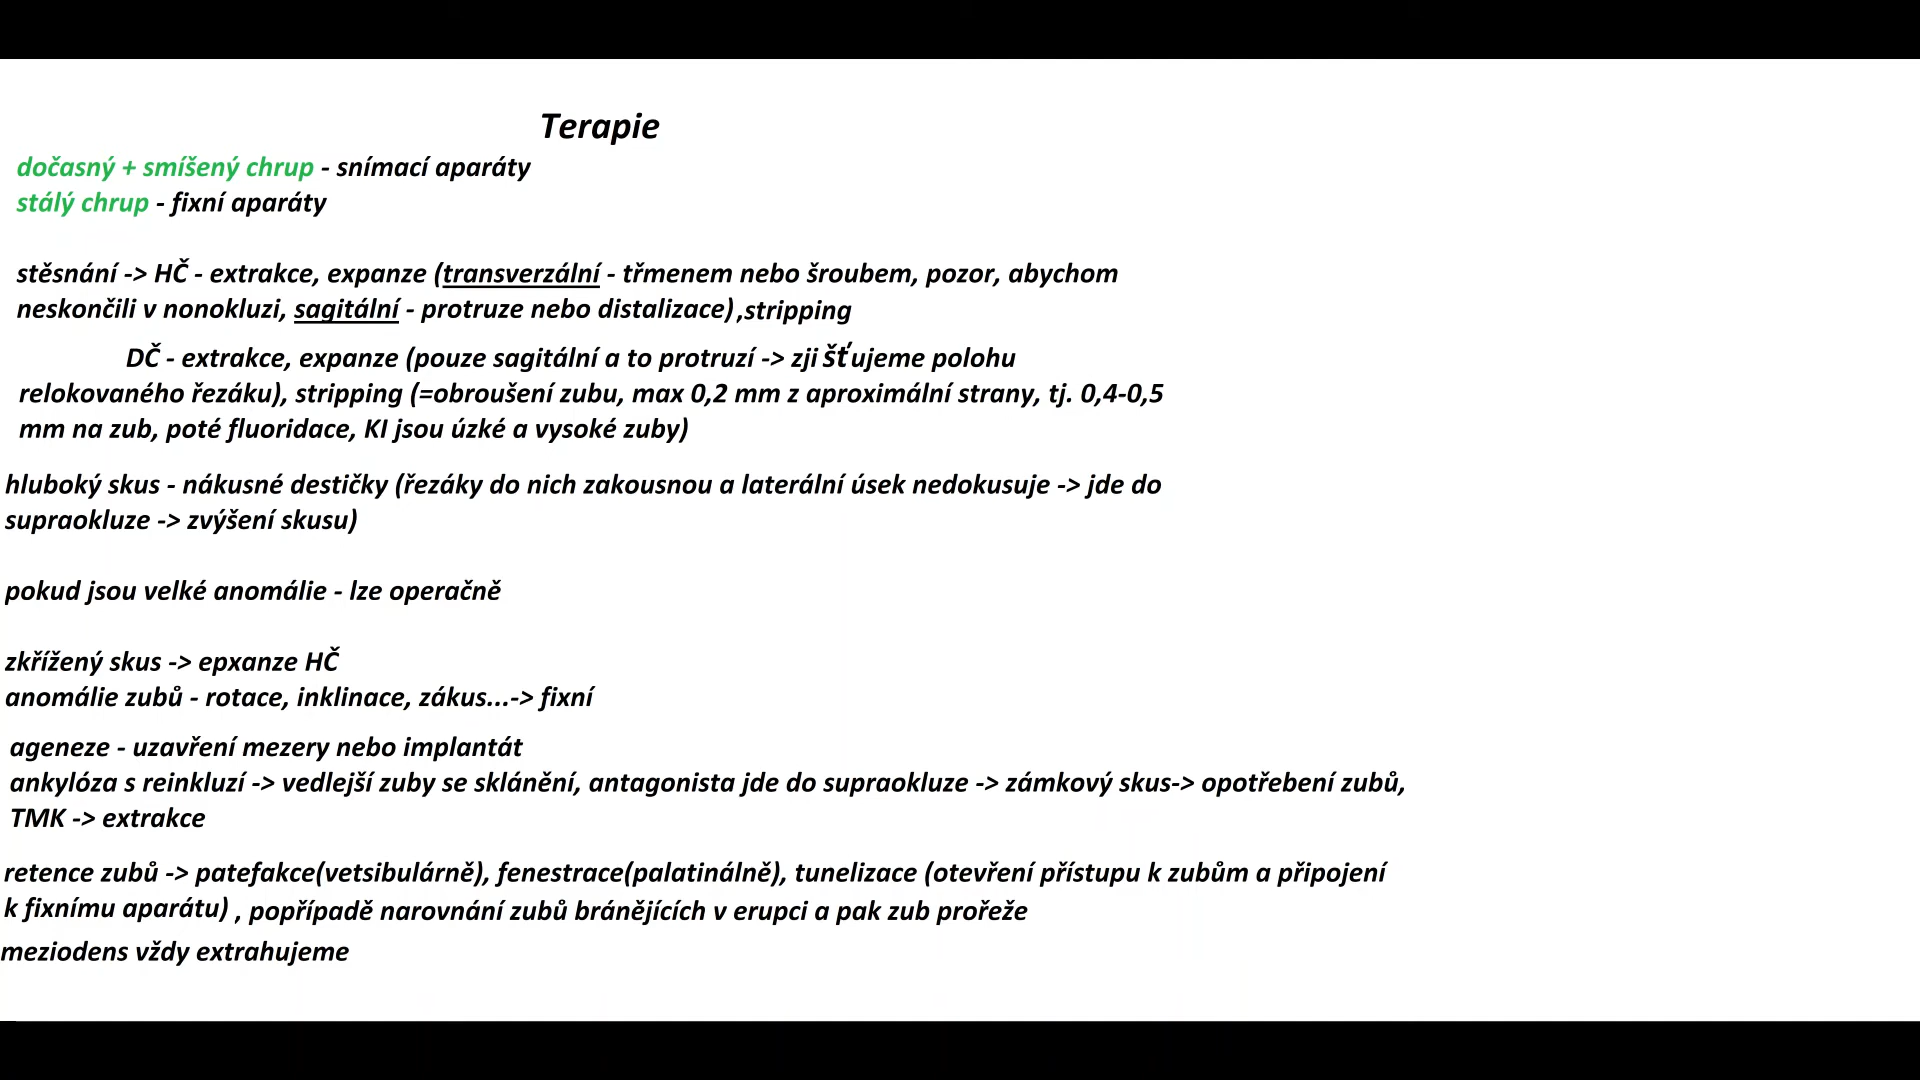 Terapie
dočasný + smíšený chrup - snímací aparáty
stálý chrup - fixní aparáty
stěsnání -> HČ - extrakce, expanze (transverzální - třmenem nebo šroubem, pozor, abychom
neskončili v nonokluzi, sagitální - protruze nebo distalizace) ,stripping
DČ - extrakce, expanze (pouze sagitální a to protruzí -> zjišťujeme polohu
relokovaného řezáku), stripping (=obroušení zubu, max 0,2 mm z aproximální strany, tj. 0,4-0,5
mm na zub, poté fluoridace, KI jsou úzké a vysoké zuby)
hluboký skus - nákusné destičky (řezáky do nich zakousnou a laterální úsek nedokusuje -> jde do
supraokluze -> zvýšení skusu)
pokud jsou velké anomálie - lze operačně
zkřížený skus -> epxanze HČ
anomálie zubů - rotace, inklinace, zákus...-> fixní
ageneze - uzavření mezery nebo implantát
ankylóza s reinkluzí -> vedlejší zuby se sklánění, antagonista jde do supraokluze -> zámkový skus-> opotřebení zubů,
TMK -> extrakce
retence zubů -> patefakce(vetsibulárně), fenestrace(palatinálně), tunelizace (otevření přístupu k zubům a připojení
k fixnímu aparátu) , popřípadě narovnání zubů bránějících v erupci a pak zub prořeže
meziodens vždy extrahujeme